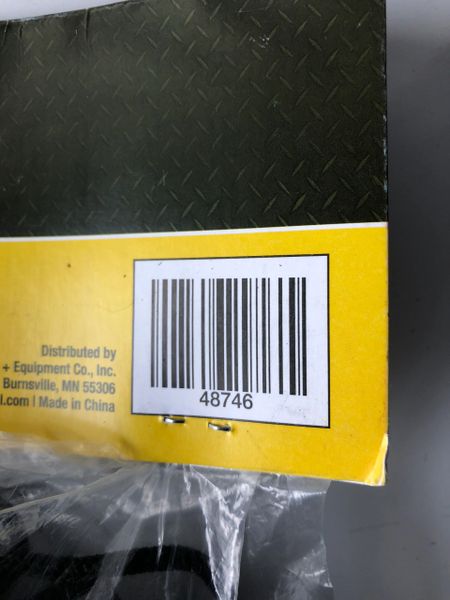 Distributed by
+ Equipment Co., Inc.
Burnsville, MN 55306
l.com | Made in China
48746